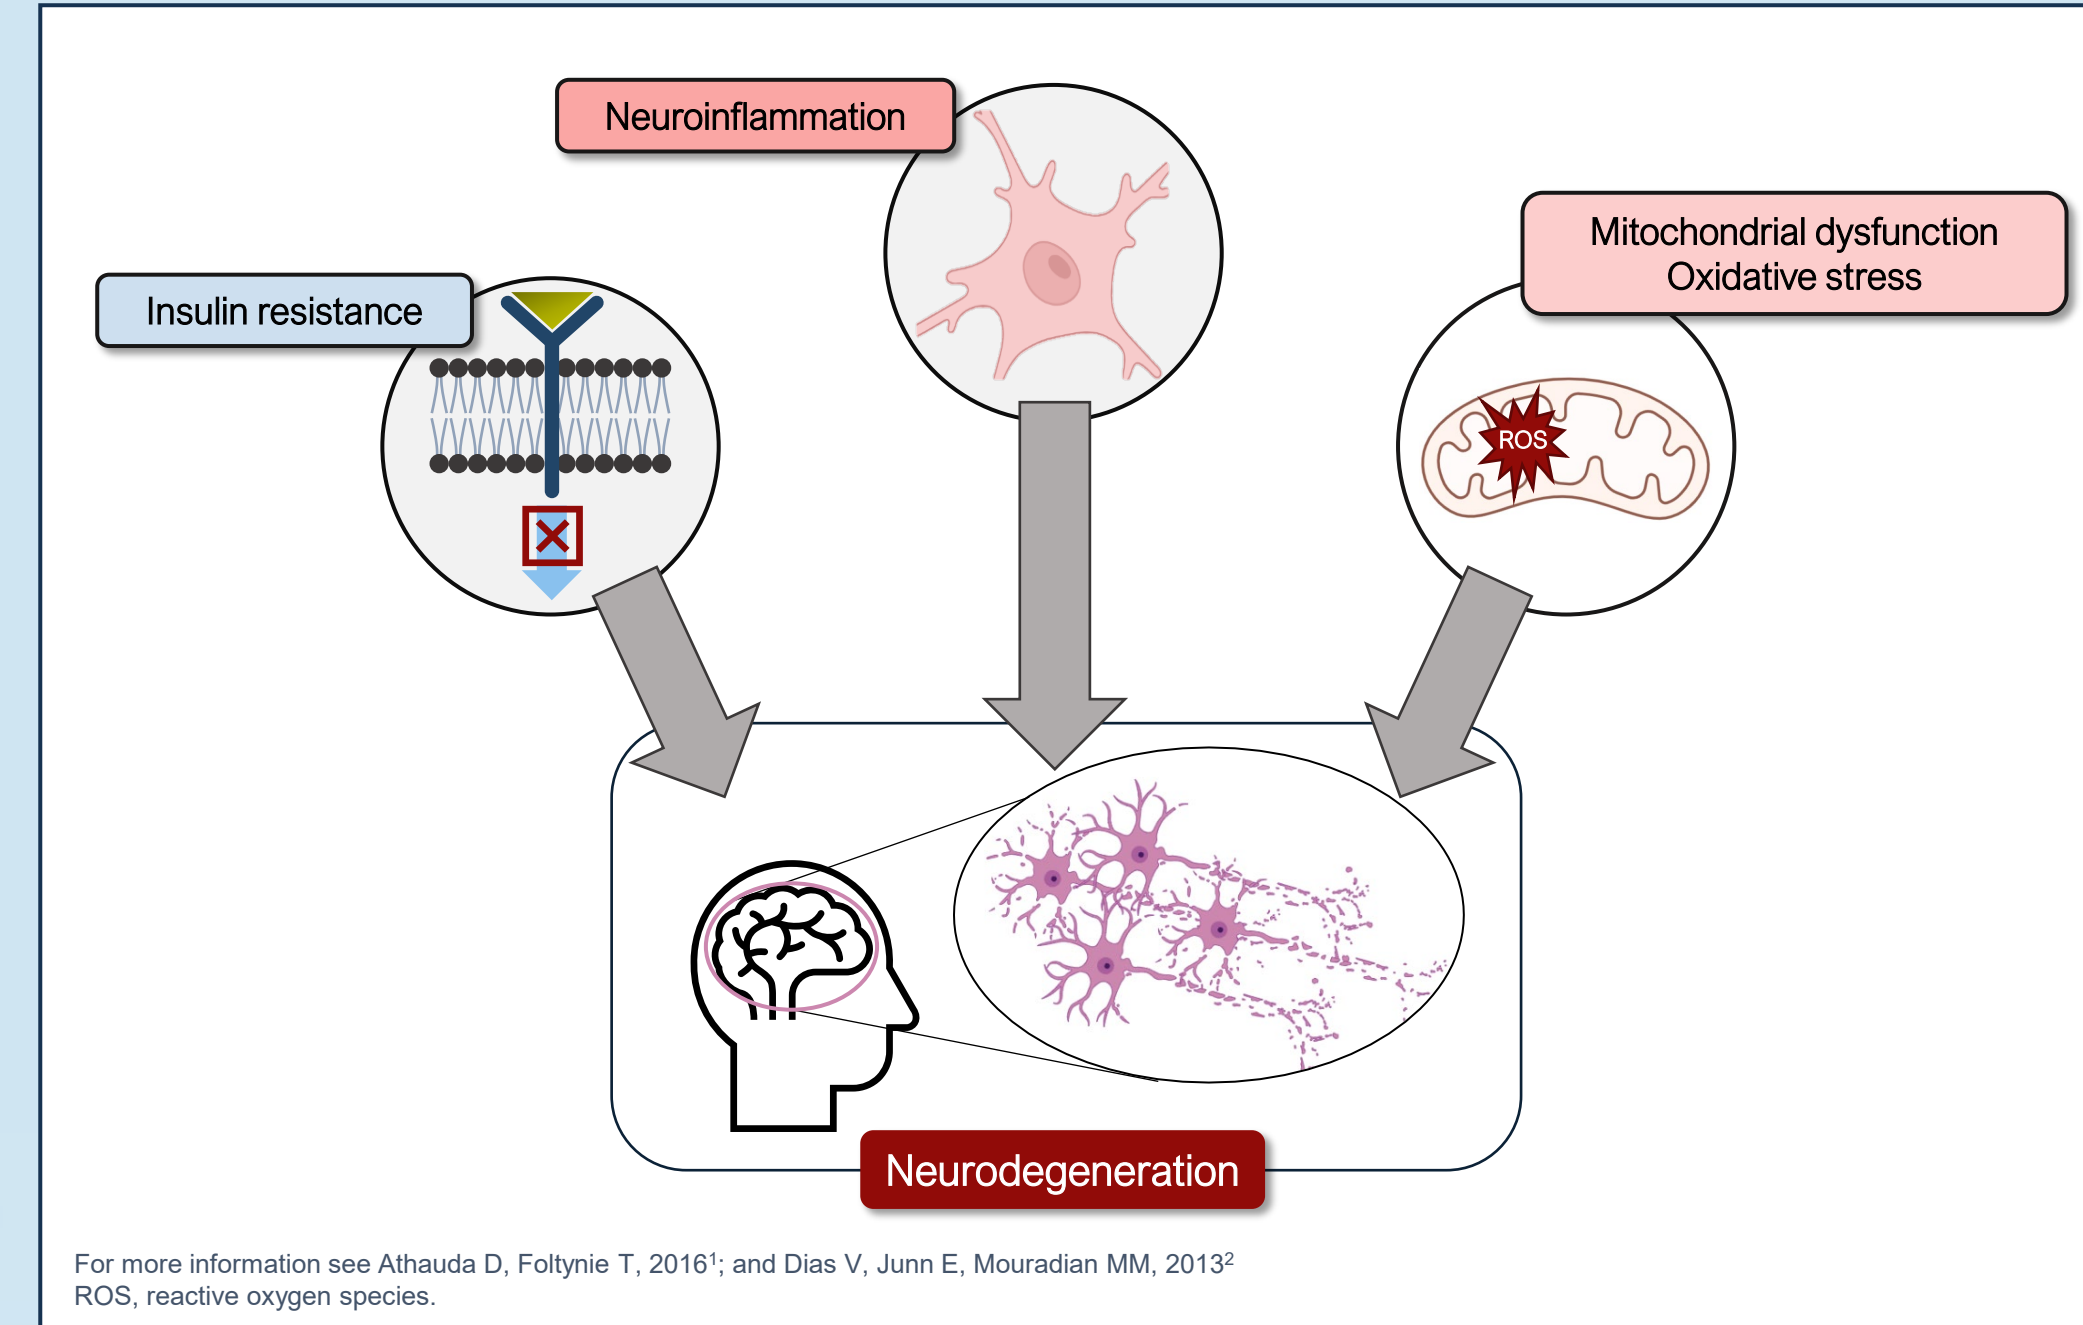 Neuroinflammation
Mitochondrial dysfunction
Oxidative stress
Insulin resistance
ROS
Neurodegeneration
For more information see Athauda D, Foltynie T, 2016¹; and Dias V, Junn E, Mouradian MM, 2013²
ROS, reactive oxygen species.